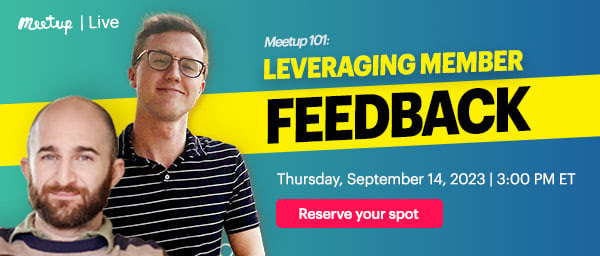 Meetup | Live
Meetup 101:
LEVERAGING MEMBER
FEEDBACK
Thursday, September 14, 2023 | 3:00 PM ET
Reserve your spot